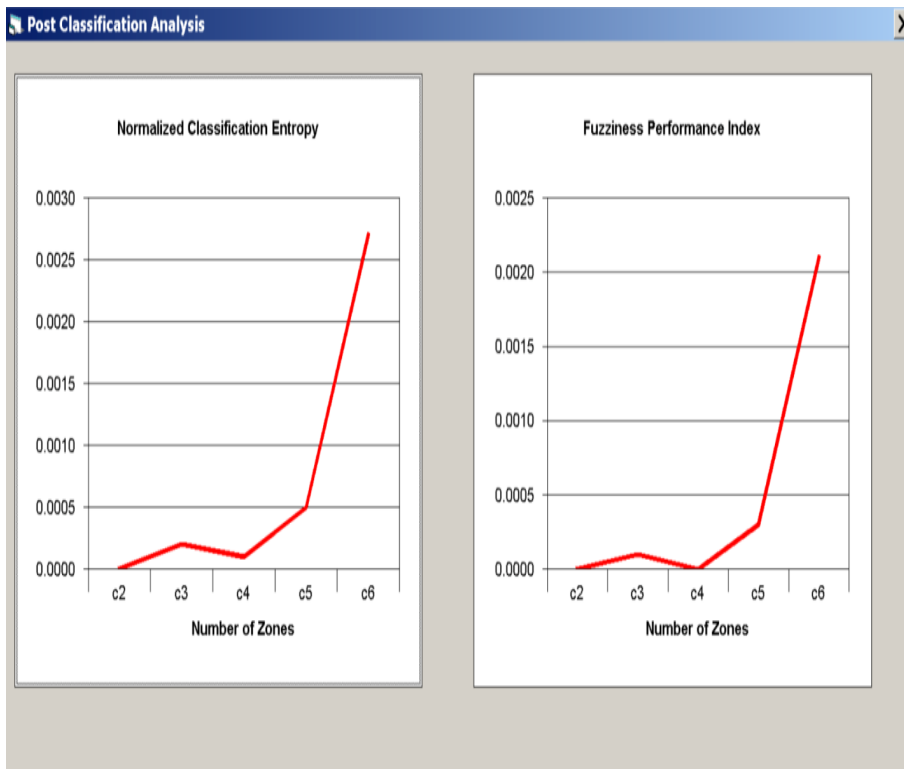 Post Classification Analysis
Normalized Classification Entropy
0.0030
0.0025
0.0020
0.0015
0.0010
0.0005
0.0000
c2 c3 c4 c5 c6
Number of Zones
Fuzziness Performance Index
0.0025
0.0020
0.0015
0.0010
0.0005
0.0000
c2 c3 c4 c5 c6
Number of Zones